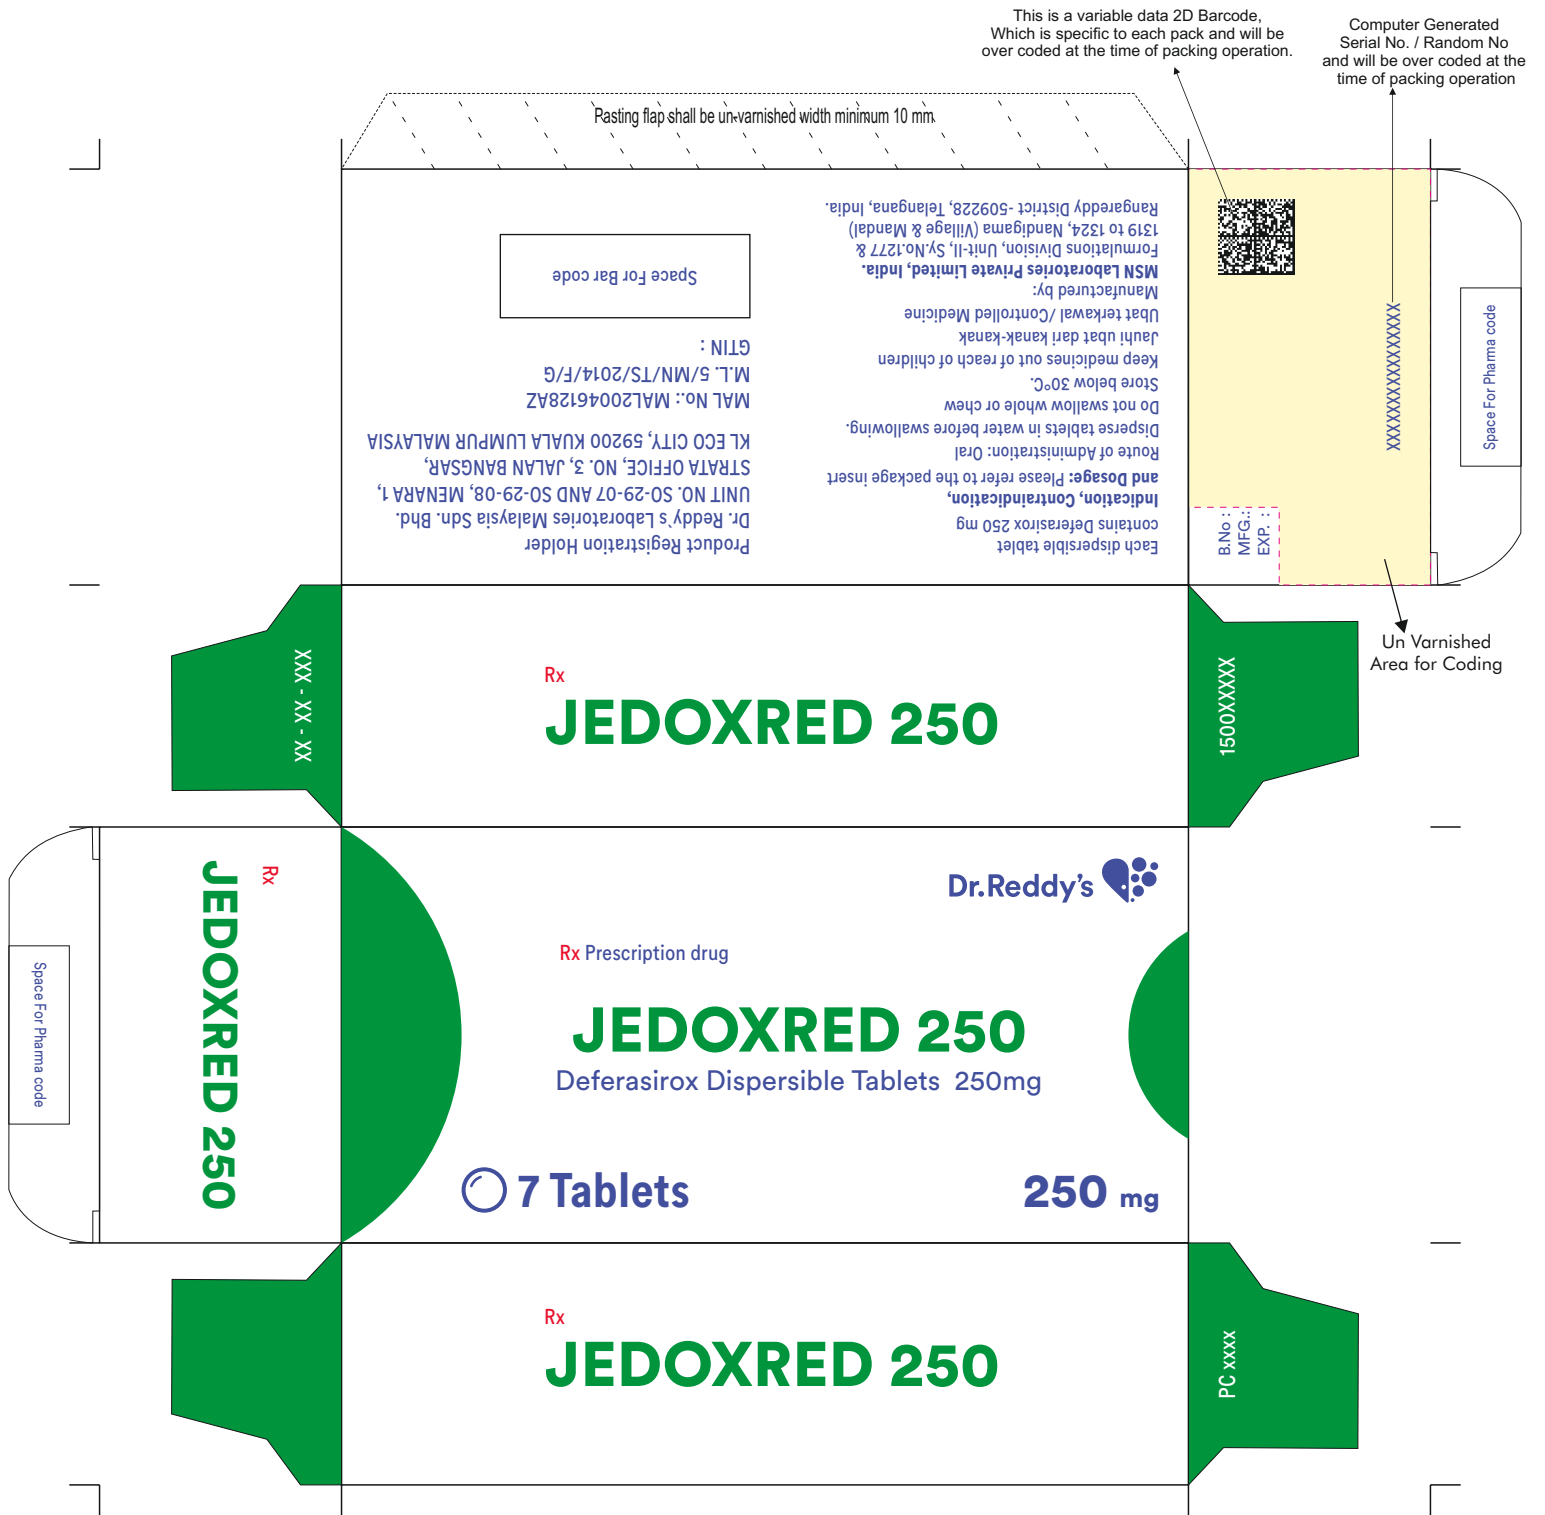 This is a variable data 2D Barcode,
Which is specific to each pack and will be
over coded at the time of packing operation.
Computer Generated
Serial No. / Random No
and will be over coded at the
time of packing operation
Pasting flap shall be un-varnished width minimum 10 mm
Each dispersible tablet
contains Deferasirox 250 mg
Indication, Contraindication,
and Dosage: Please refer to the package insert
Route of Administration: Oral
Disperse tablets in water before swallowing.
Do not swallow whole or chew
Store below 30°C.
Keep medicines out of reach of children
Jauhi ubat dari kanak-kanak
Ubat terkawal /Controlled Medicine
Manufactured by:
MSN Laboratories Private Limited, India.
Formulations Division, Unit-II, Sy.No.1277 &
1319 to 1324, Nandigama (Village & Mandal)
Rangareddy District -509228, Telangana, India.
Product Registration Holder
Dr. Reddy`s Laboratories Malaysia Sdn. Bhd.
UNIT NO. SO-29-07 AND SO-29-08, MENARA 1,
STRATA OFFICE, NO. 3, JALAN BANGSAR,
KL ECO CITY, 59200 KUALA LUMPUR MALAYSIA
MAL No.: MAL20046128AZ
M.L. 5/MN/TS/2014/F/G
GTIN :
Space For Bar code
XXXXXXXXXXXXXXXXXXXX
B.No :
MFG.:
EXP. :
Space For Pharma code
Un Varnished
Area for Coding
XX - XX - XXX
Rx
JEDOXRED 250
1500XXXXX
Space For Pharma code
Rx
JEDOXRED 250
Dr.Reddy's
Rx Prescription drug
JEDOXRED 250
Deferasirox Dispersible Tablets 250mg
7 Tablets
250 mg
Rx
JEDOXRED 250
PC xxxx